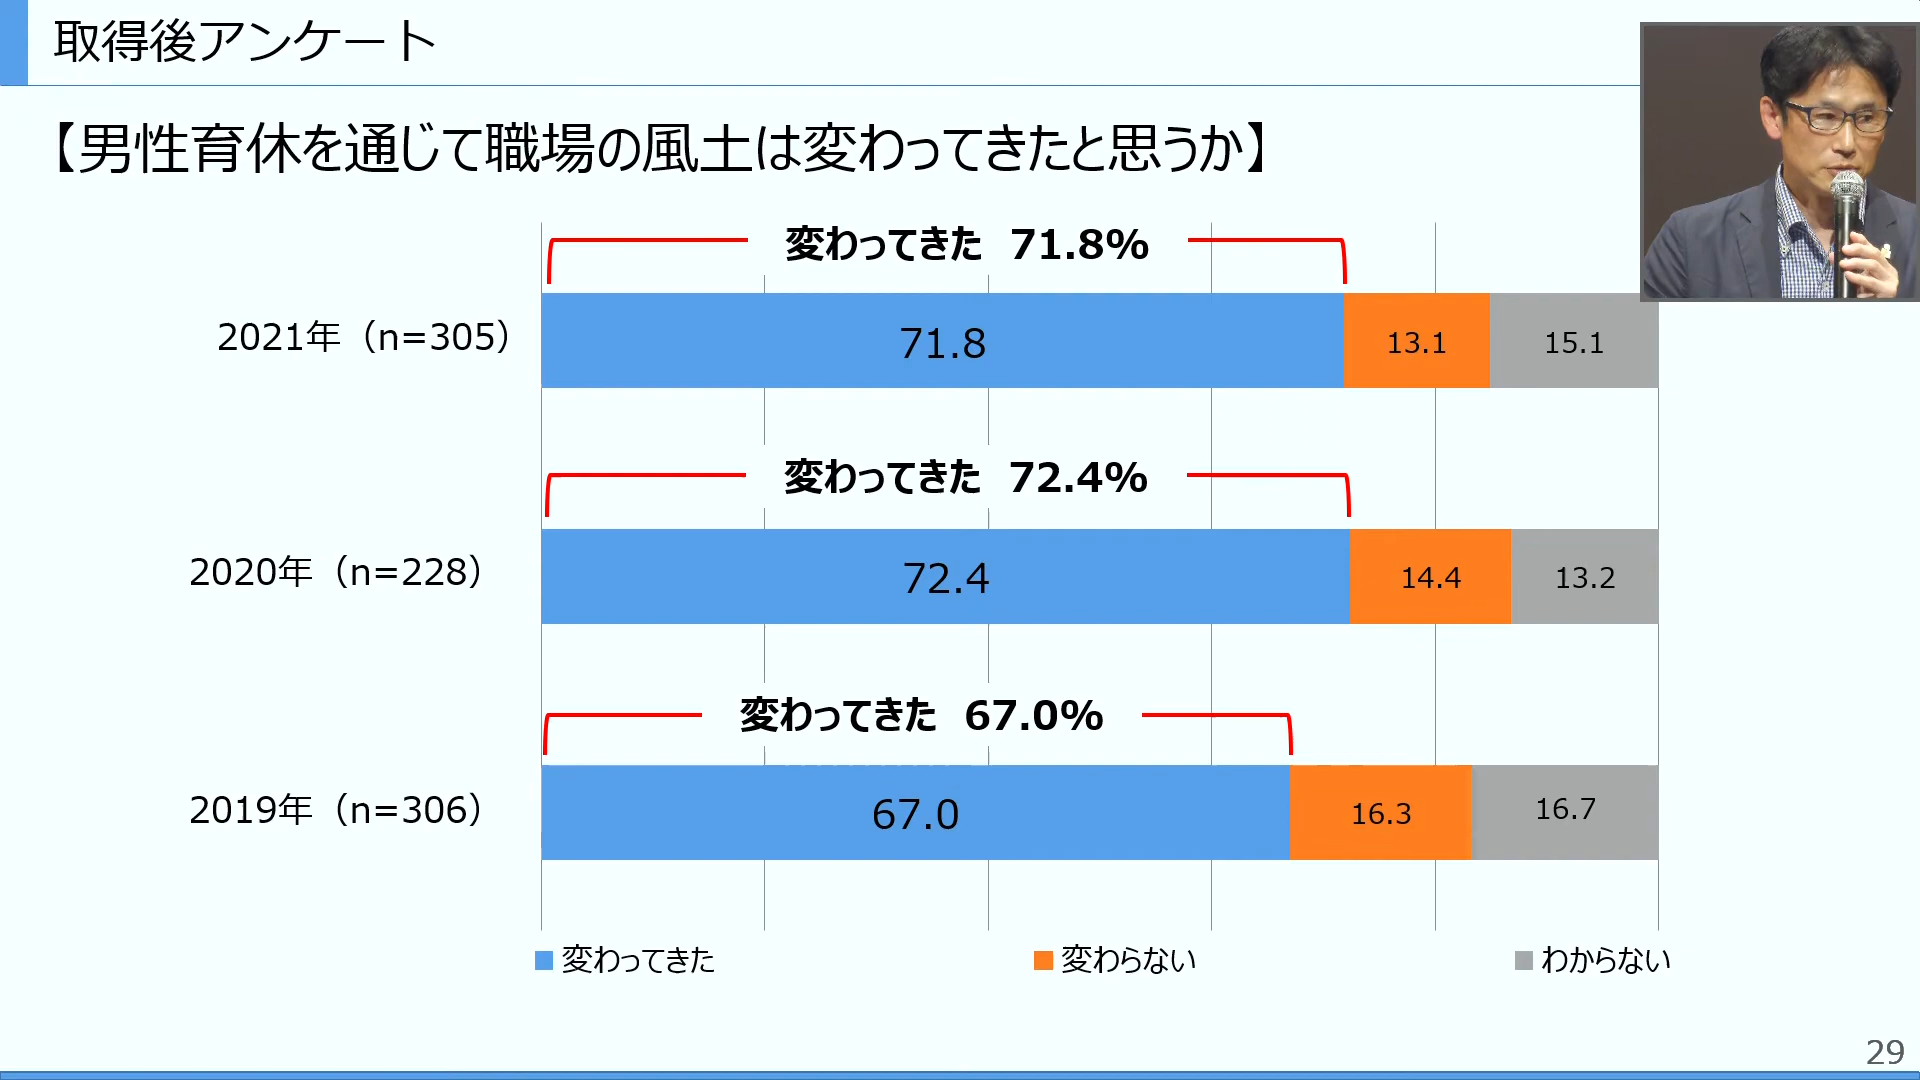 取得後アンケート
【男性育休を通じて職場の風土は変わってきたと思うか】
変わってきた 71.8%
2021年（n=305） 71.8 13.1 15.1
変わってきた 72.4%
2020年（n=228） 72.4 14.4 13.2
変わってきた 67.0%
2019年（n=306） 67.0 16.3 16.7
変わってきた 変わらない わからない
29